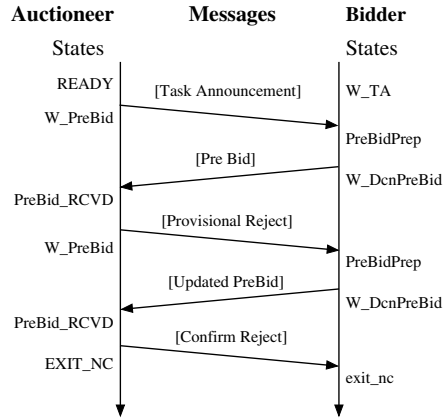 Auctioneer Messages Bidder
States States
READY
[Task Announcement]
W_TA
W_PreBid
PreBidPrep
[Pre Bid]
W_DcnPreBid
PreBid_RCVD
[Provisional Reject]
W_PreBid
PreBidPrep
[Updated PreBid]
W_DcnPreBid
PreBid_RCVD
[Confirm Reject]
EXIT_NC
exit_nc